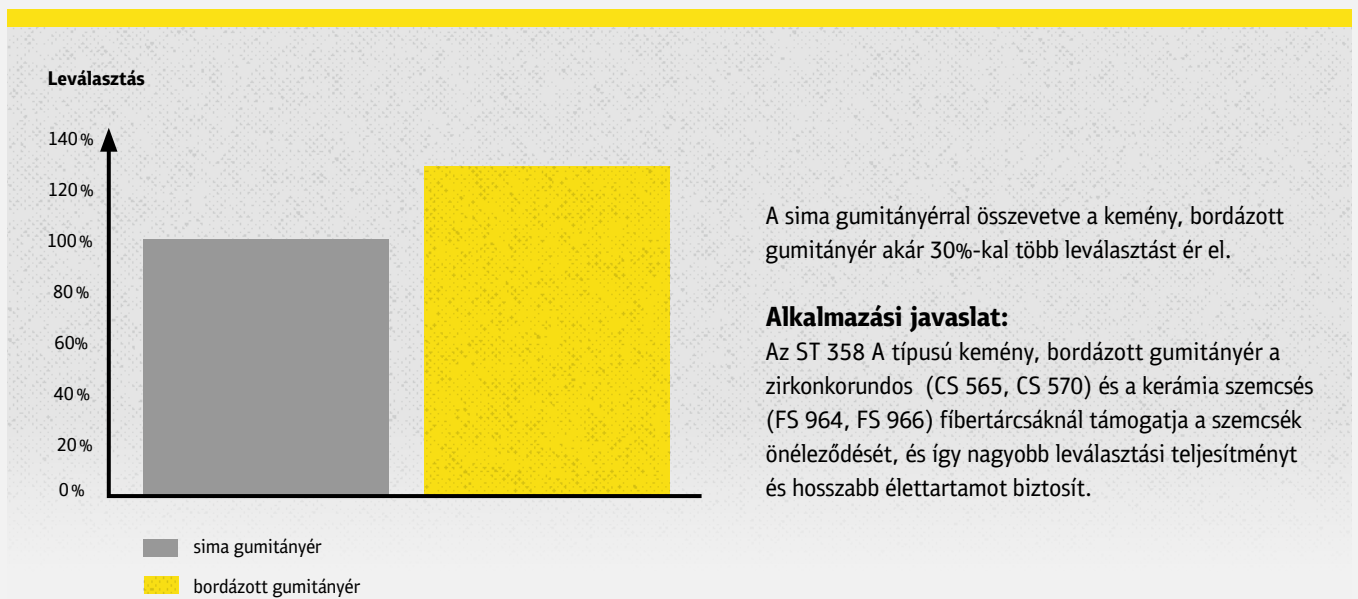 Leválasztás
140 %
120 %
100 %
80 %
60%
40 %
20 %
0 %
sima gumitányér
bordázott gumitányér
A sima gumitányérral összevetve a kemény, bordázott
gumitányér akár 30%-kal több leválasztást ér el.
Alkalmazási javaslat:
Az ST 358 A típusú kemény, bordázott gumitányér a
zirkonkorundos (CS 565, CS 570) és a kerámia szemcsés
(FS 964, FS 966) fíbertárcsáknál támogatja a szemcsék
önéleződését, és így nagyobb leválasztási teljesítményt
és hosszabb élettartamot biztosít.